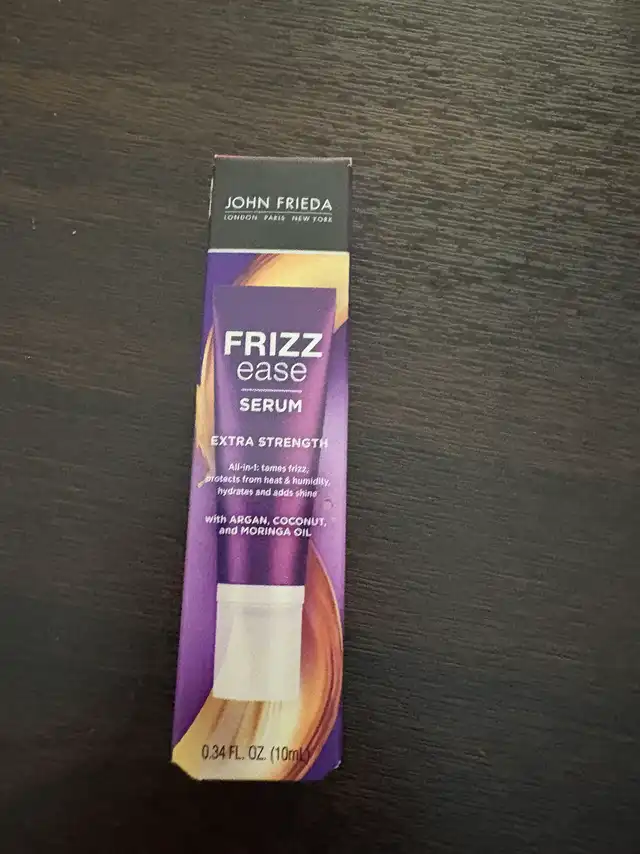 JOHN FRIEDA
LONDON PARIS NEW YORK
FRIZZ
ease
SERUM
EXTRA STRENGTH
All-in-1: tames frizz,
protects from heat & humidity,
hydrates and adds shine
with ARGAN, COCONUT,
and MORINGA OIL
0.34 FL. OZ. (10mL)